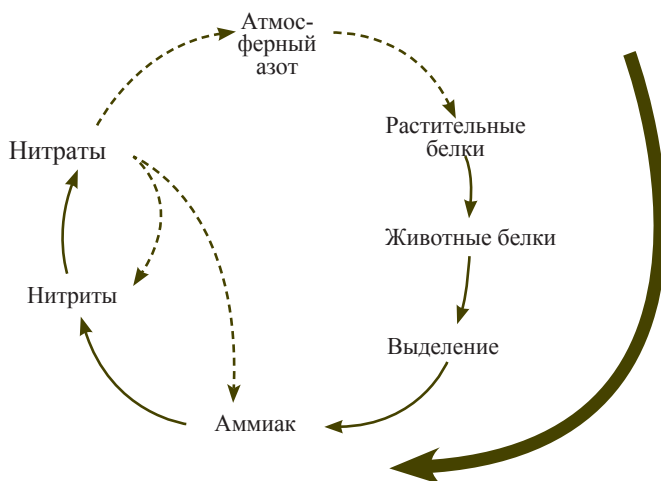 Атмос-
ферный
азот
Растительные
белки
Животные белки
Выделение
Аммиак
Нитриты
Нитраты